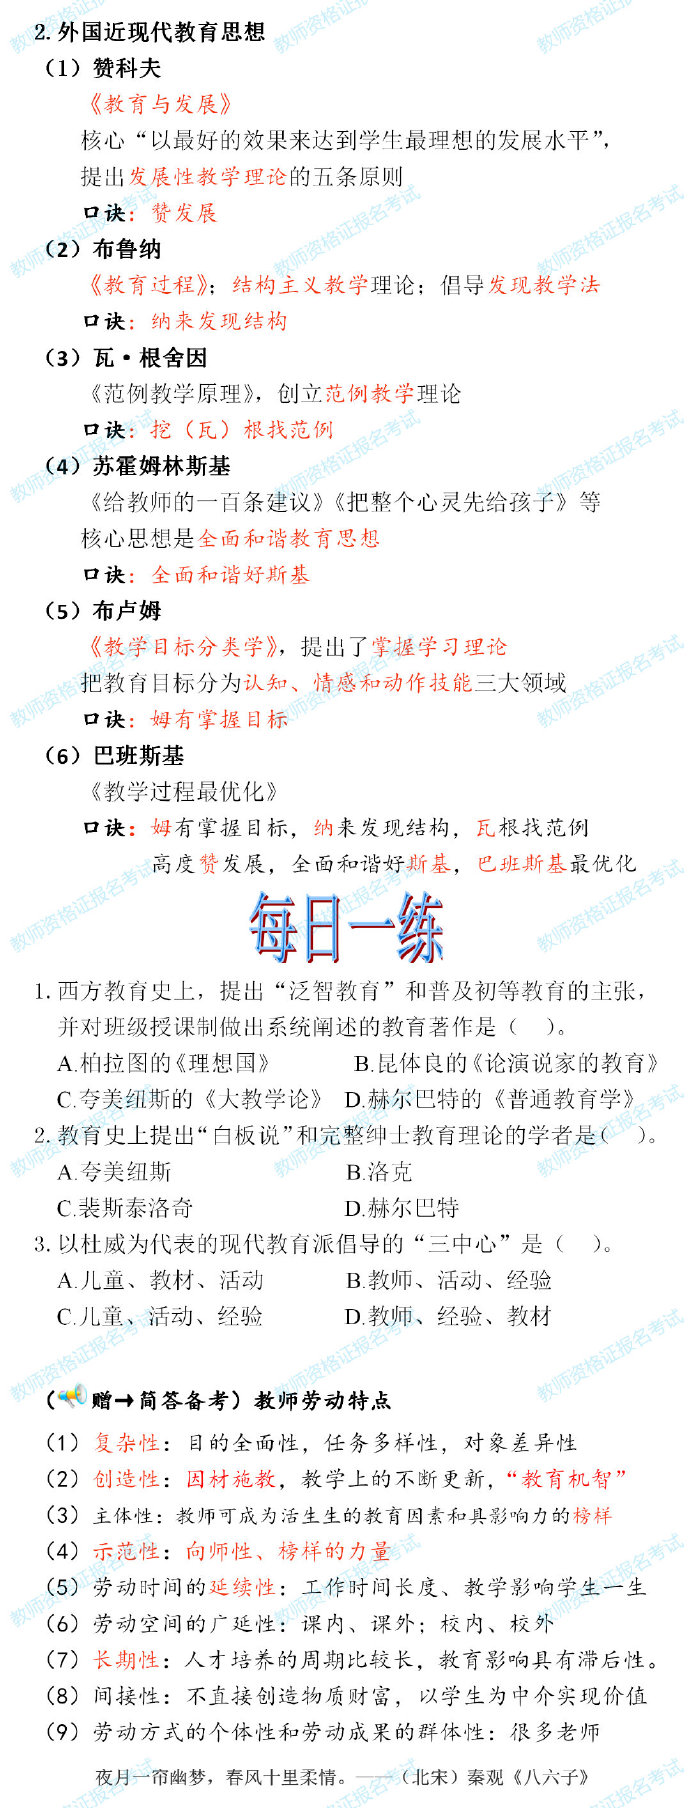 2. 外国近现代教育思想
（1）赞科夫
《教育与发展》
核心“以最好的效果来达到学生最理想的发展水平”，
提出发展性教学理论的五条原则
口诀：赞发展
（2）布鲁纳
《教育过程》；结构主义教学理论；倡导发现教学法
口诀：纳来发现结构
（3）瓦·根舍因
《范例教学原理》，创立范例教学理论
口诀：挖（瓦）根找范例
（4）苏霍姆林斯基
《给教师的一百条建议》《把整个心灵先给孩子》等
核心思想是全面和谐教育思想
口诀：全面和谐好斯基
（5）布卢姆
《教学目标分类学》，提出了掌握学习理论
把教育目标分为认知、情感和动作技能三大领域
口诀：姆有掌握目标
（6）巴班斯基
《教学过程最优化》
口诀：姆有掌握目标，纳来发现结构，瓦根找范例
高度赞发展，全面和谐好斯基，巴班斯基最优化
每日一练
1. 西方教育史上，提出“泛智教育”和普及初等教育的主张，
并对班级授课制做出系统阐述的教育著作是（　）。
A.柏拉图的《理想国》 B.昆体良的《论演说家的教育》
C.夸美纽斯的《大教学论》 D.赫尔巴特的《普通教育学》
2. 教育史上提出“白板说”和完整绅士教育理论的学者是（　）。
A.夸美纽斯 B.洛克
C.裴斯泰洛奇 D.赫尔巴特
3. 以杜威为代表的现代教育派倡导的“三中心”是（　）。
A.儿童、教材、活动 B.教师、活动、经验
C.儿童、活动、经验 D.教师、经验、教材
（赠→简答备考）教师劳动特点
（1）复杂性：目的全面性，任务多样性，对象差异性
（2）创造性：因材施教，教学上的不断更新，“教育机智”
（3）主体性：教师可成为活生生的教育因素和具影响力的榜样
（4）示范性：向师性、榜样的力量
（5）劳动时间的延续性：工作时间长度、教学影响学生一生
（6）劳动空间的广延性：课内、课外；校内、校外
（7）长期性：人才培养的周期比较长，教育影响具有滞后性。
（8）间接性：不直接创造物质财富，以学生为中介实现价值
（9）劳动方式的个体性和劳动成果的群体性：很多老师
夜月一帘幽梦，春风十里柔情。——（北宋）秦观《八六子》
教师资格证报名考试